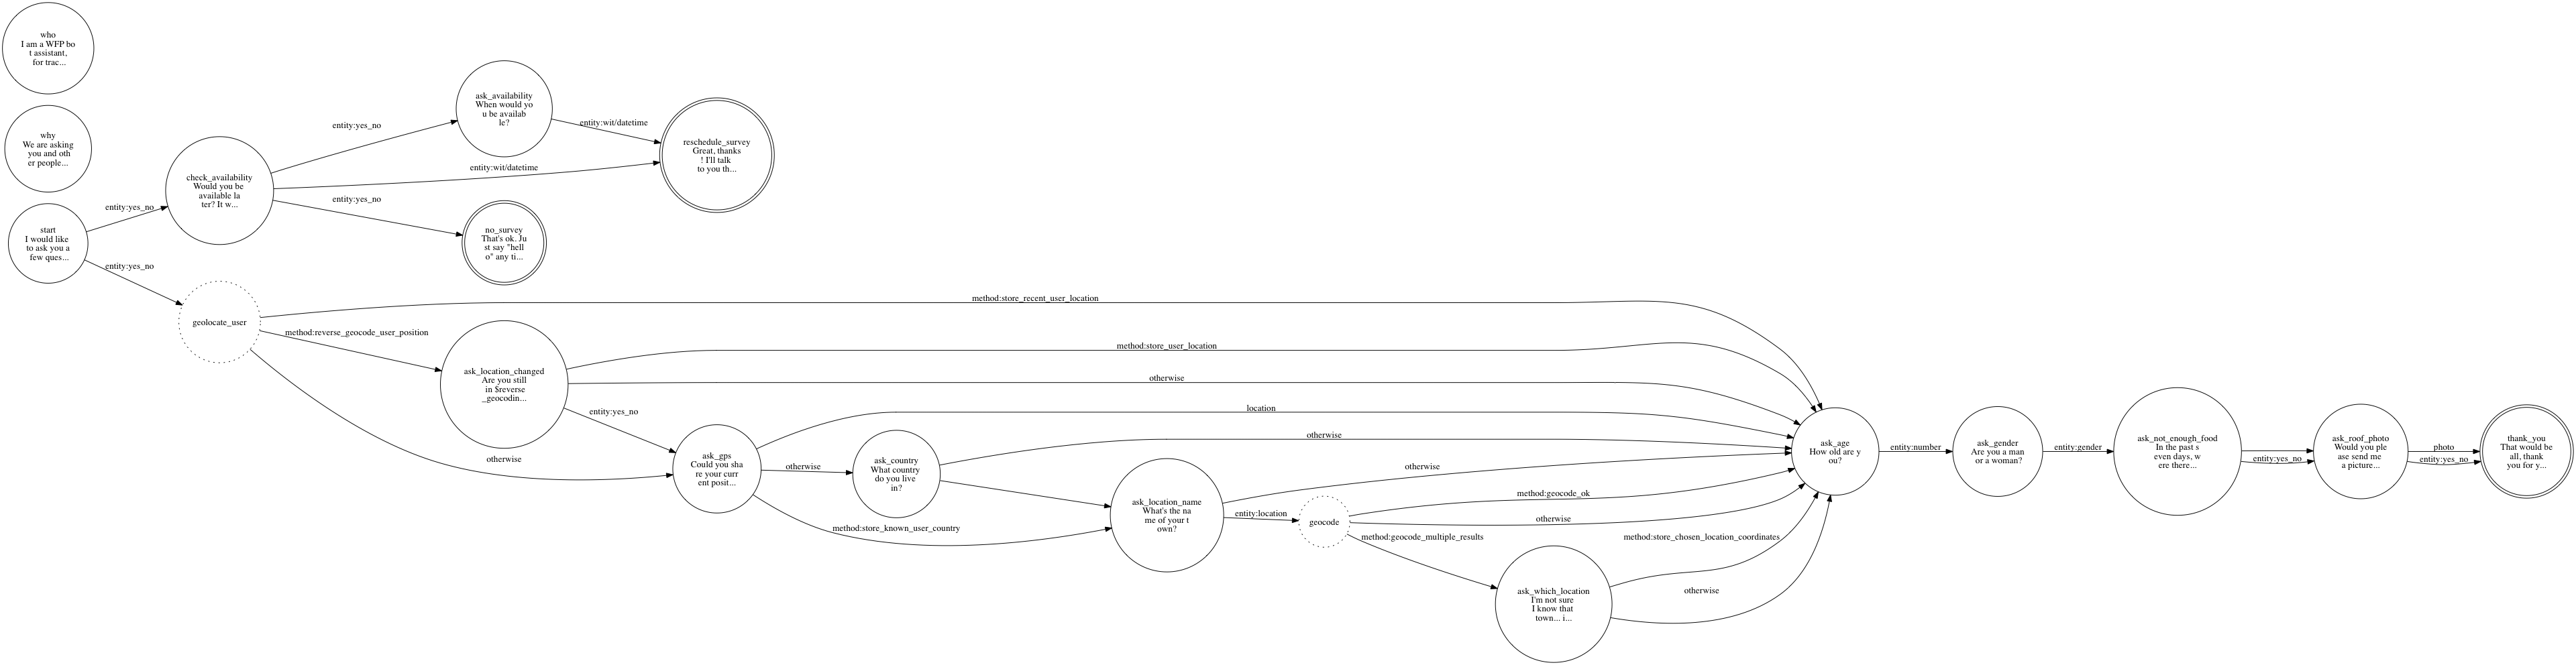 who
I am a WFP bo
t assistant,
for trac...
why
We are asking
you and oth
er people...
start
I would like
to ask you a
few ques...
entity:yes_no
entity:yes_no
check_availability
Would you be
available la
ter? It w...
entity:yes_no
entity:wit/datetime
entity:yes_no
ask_availability
When would yo
u be availab
le?
entity:wit/datetime
reschedule_survey
Great, thanks
! I'll talk
to you th...
no_survey
That's ok. Ju
st say "hell
o" any ti...
geolocate_user
method:store_recent_user_location
method:reverse_geocode_user_position
otherwise
ask_location_changed
Are you still
in $reverse
_geocodin...
method:store_user_location
otherwise
entity:yes_no
ask_gps
Could you sha
re your curr
ent posit...
location
otherwise
method:store_known_user_country
ask_country
What country
do you live
in?
otherwise
ask_location_name
What's the na
me of your t
own?
otherwise
entity:location
geocode
method:geocode_ok
otherwise
method:geocode_multiple_results
ask_which_location
I'm not sure
I know that
town... i...
method:store_chosen_location_coordinates
otherwise
ask_age
How old are y
ou?
entity:number
ask_gender
Are you a man
or a woman?
entity:gender
ask_not_enough_food
In the past s
even days, w
ere there...
entity:yes_no
ask_roof_photo
Would you ple
ase send me
a picture...
photo
entity:yes_no
thank_you
That would be
all, thank
you for y...